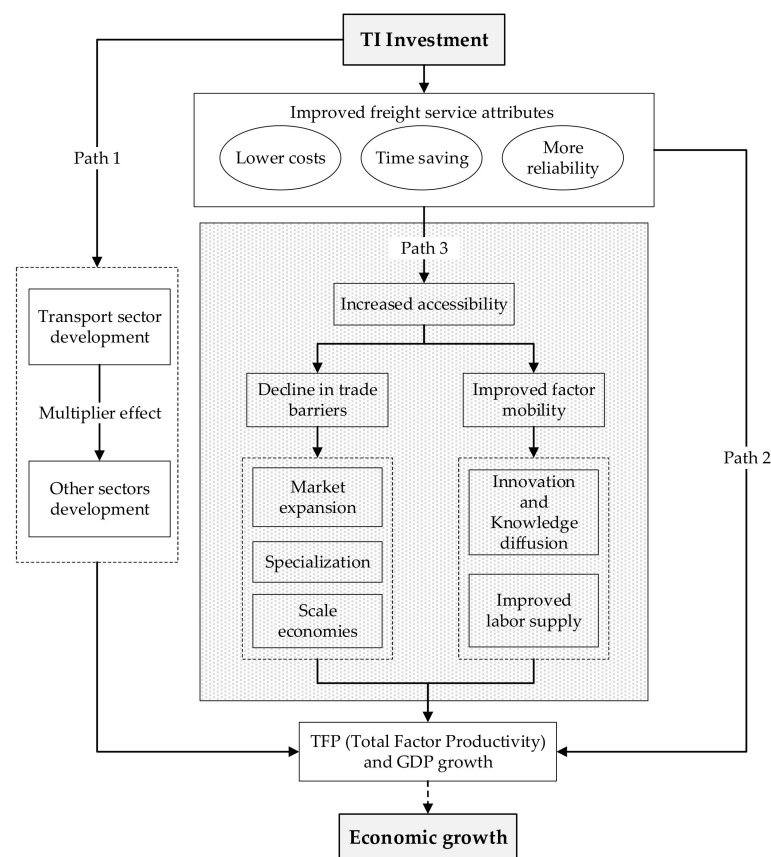 TI Investment
Improved freight service attributes
Lower costs
Time saving
More
reliability
Path 1
Path 3
Increased accessibility
Transport sector
development
Multiplier effect
Other sectors
development
Decline in trade
barriers
Improved factor
mobility
Market
expansion
Specialization
Scale
economies
Innovation
and
Knowledge
diffusion
Improved
labor supply
Path 2
TFP (Total Factor Productivity)
and GDP growth
Economic growth